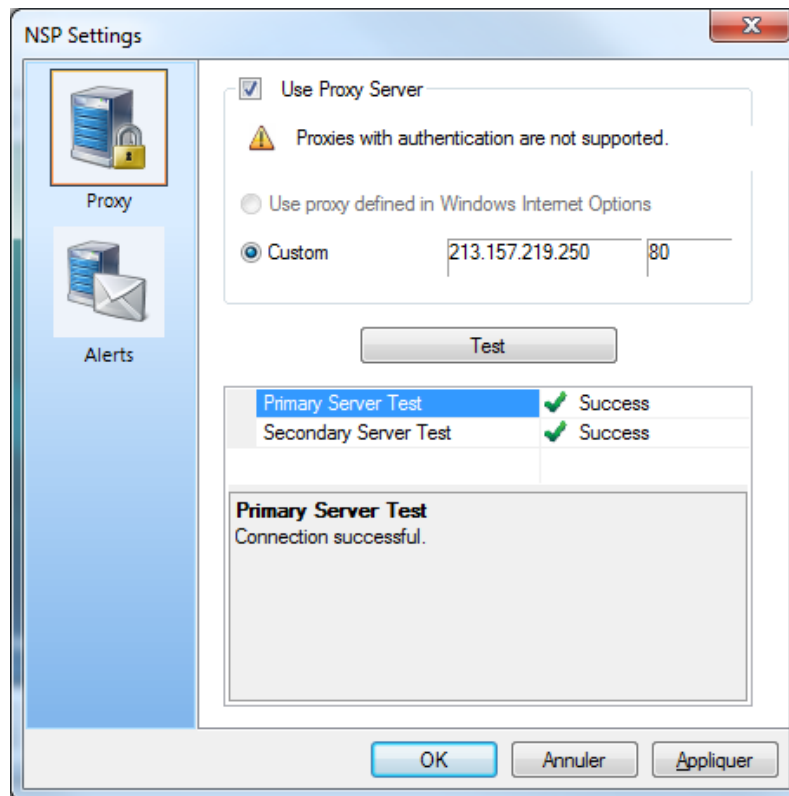 NSP Settings
Proxy
Alerts
Use Proxy Server
Proxies with authentication are not supported.
Use proxy defined in Windows Internet Options
Custom 213.157.219.250 80
Test
Primary Server Test Success
Secondary Server Test Success
Primary Server Test
Connection successful.
OK Annuler Appliquer